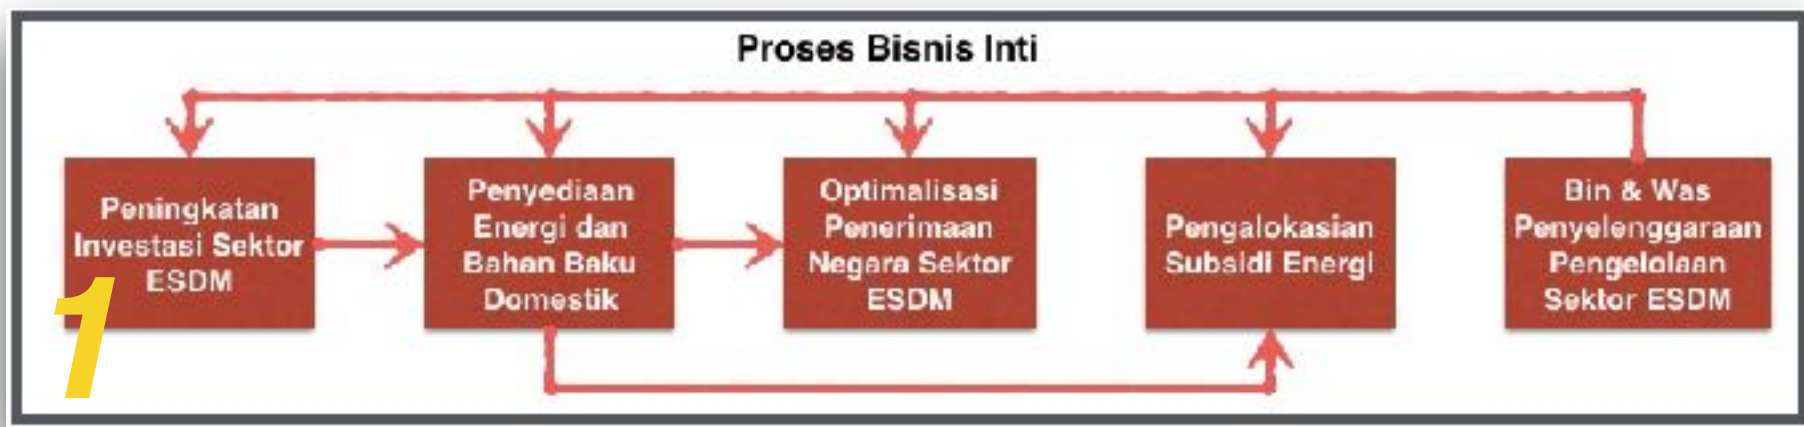 Proses Bisnis Inti
Peningkatan
Investasi Sektor
ESDM
Penyediaan
Energi dan
Bahan Baku
Domestik
Optimalisasi
Penerimaan
Negara Sektor
ESDM
Pengalokasian
Subsidi Energi
Bin & Was
Penyelenggaraan
Pengelolaan
Sektor ESDM
1